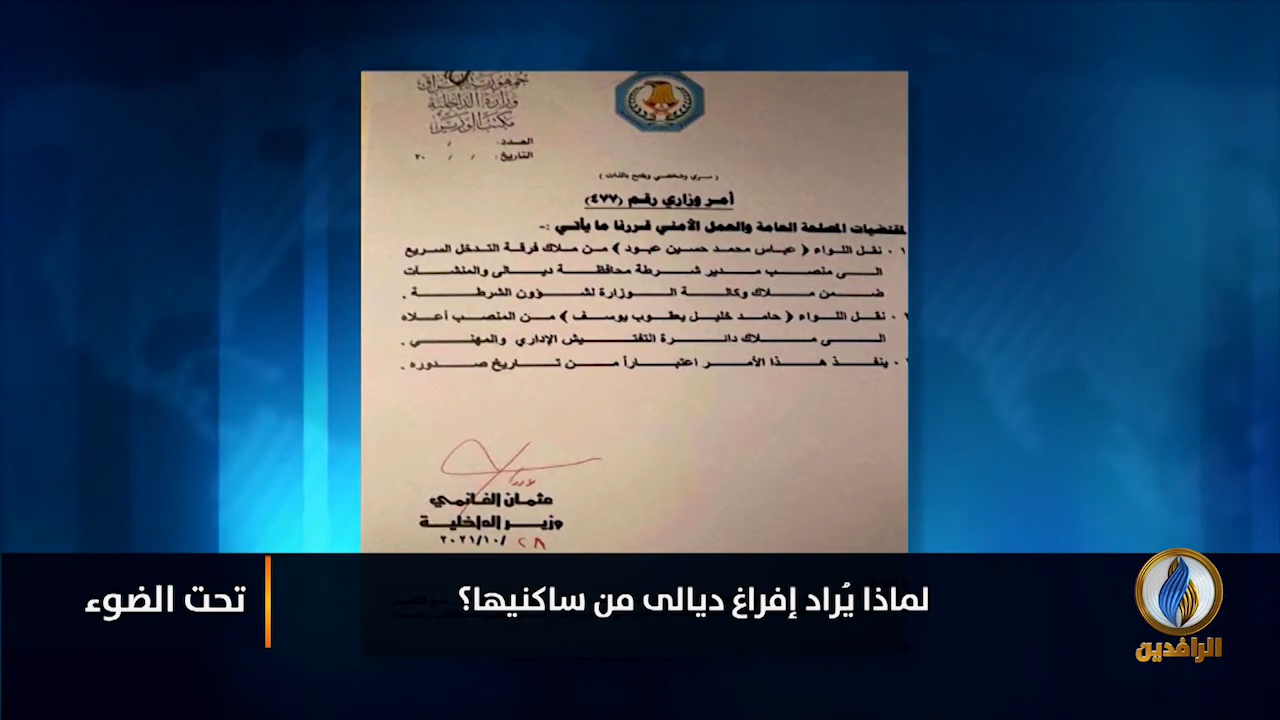 جمهورية العراق
وزارة الداخلية
مكتب الوزير
العدد: /
التاريخ: / / ٢٠
( سري وشخصي ويفتح بالذات )
أمر وزاري رقم (٤٧٧)
لمقتضيات المصلحة العامة والعمل الأمني قررنا ما يأتي :-
١ . نقل اللواء ( عباس محمد حسين عبود ) من ملاك فرقة التدخل السريع
الى منصب مدير شرطة محافظة ديالى والمنشات
ضمن ملاك وكالة الوزارة لشؤون الشرطة .
٢ . نقل اللواء ( حامد خليل يعقوب يوسف ) من المنصب أعلاه
الى ملاك دائرة التفتيش الإداري والمهني .
. ينفذ هذا الأمر اعتباراً من تاريخ صدوره .
عثمان الغانمي
وزير الداخلية
٢٨ /٢٠٢١/١٠
لماذا يُراد إفراغ ديالى من ساكنيها؟
تحت الضوء
الرافدين